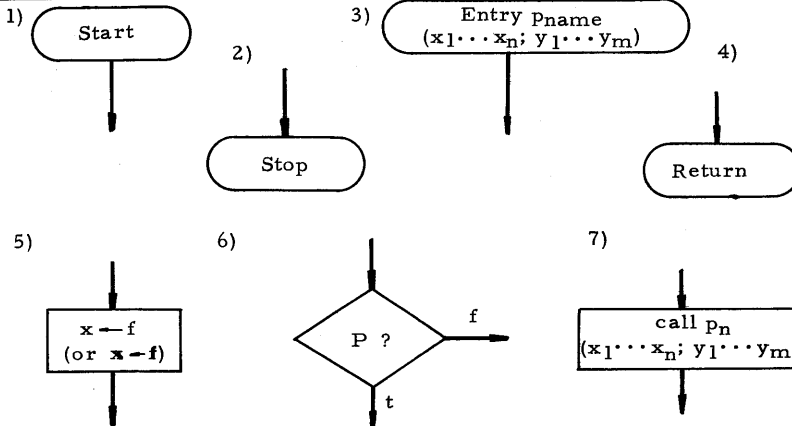 1)
Start
2)
Stop
3)
Entry pname
(x1···xn; y1···ym)
4)
Return
5)
x ← f
(or x ← f)
6)
P ?
f
t
7)
call pn
(x1···xn; y1···ym